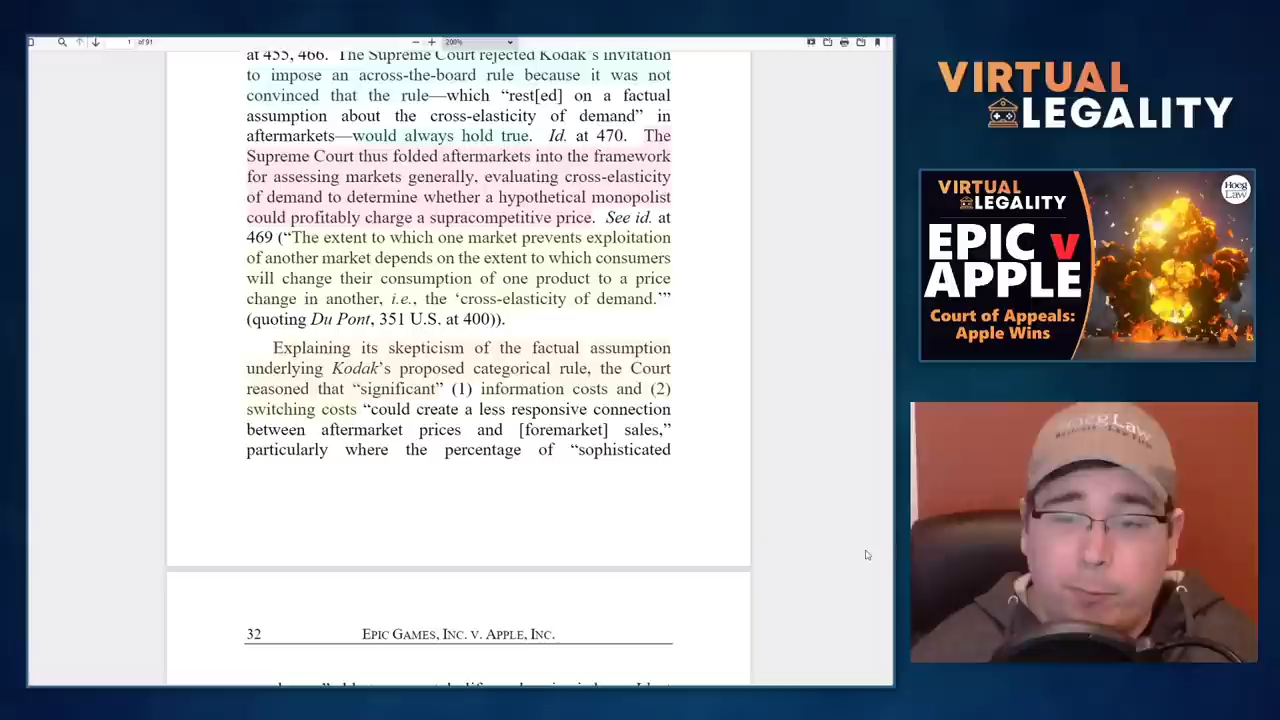 1 of 91
200%
at 455, 466. The Supreme Court rejected Kodak's invitation
to impose an across-the-board rule because it was not
convinced that the rule—which “rest[ed] on a factual
assumption about the cross-elasticity of demand” in
aftermarkets—would always hold true. Id. at 470. The
Supreme Court thus folded aftermarkets into the framework
for assessing markets generally, evaluating cross-elasticity
of demand to determine whether a hypothetical monopolist
could profitably charge a supracompetitive price. See id. at
469 (“The extent to which one market prevents exploitation
of another market depends on the extent to which consumers
will change their consumption of one product to a price
change in another, i.e., the ‘cross-elasticity of demand.’”
(quoting Du Pont, 351 U.S. at 400)).
Explaining its skepticism of the factual assumption
underlying Kodak's proposed categorical rule, the Court
reasoned that “significant” (1) information costs and (2)
switching costs “could create a less responsive connection
between aftermarket prices and [foremarket] sales,”
particularly where the percentage of “sophisticated
32 EPIC GAMES, INC. V. APPLE, INC.
VIRTUAL
LEGALITY
VIRTUAL
LEGALITY
Hoeg
Law
EPIC v
APPLE
Court of Appeals:
Apple Wins
Hoeg Law